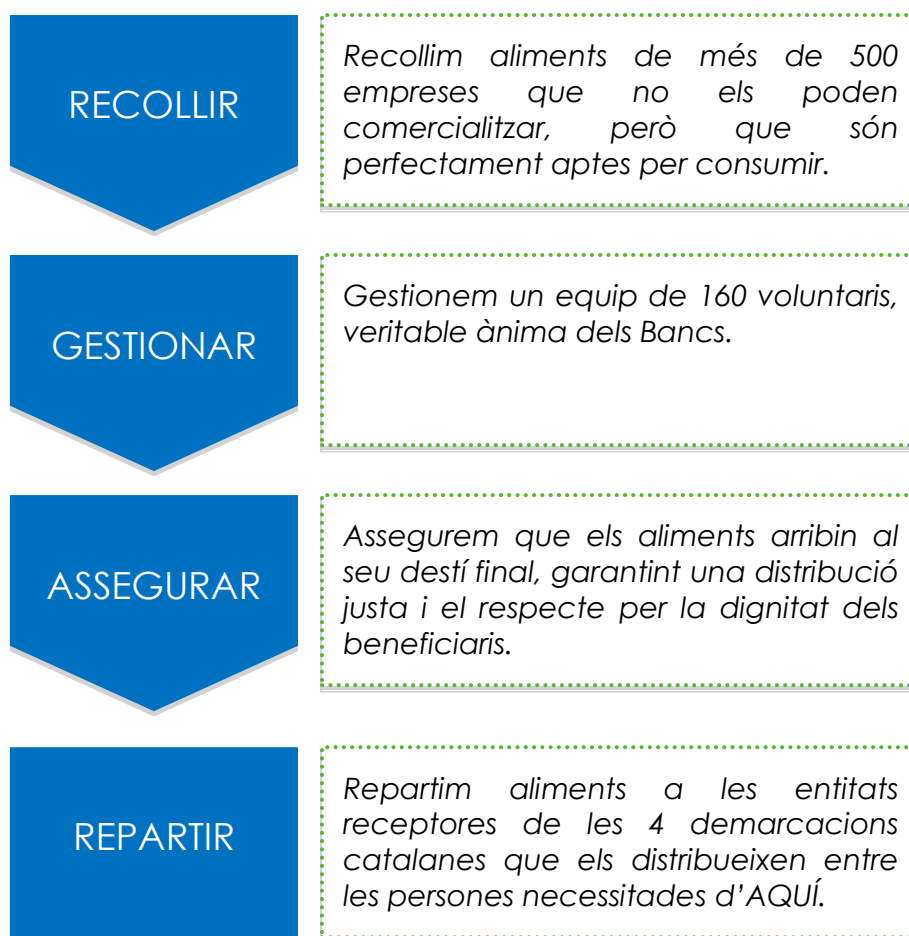 RECOLLIR
Recollim aliments de més de 500
empreses que no els poden
comercialitzar, però que són
perfectament aptes per consumir.
GESTIONAR
Gestionem un equip de 160 voluntaris,
veritable ànima dels Bancs.
ASSEGURAR
Assegurem que els aliments arribin al
seu destí final, garantint una distribució
justa i el respecte per la dignitat dels
beneficiaris.
REPARTIR
Repartim aliments a les entitats
receptores de les 4 demarcacions
catalanes que els distribueixen entre
les persones necessitades d’AQUÍ.